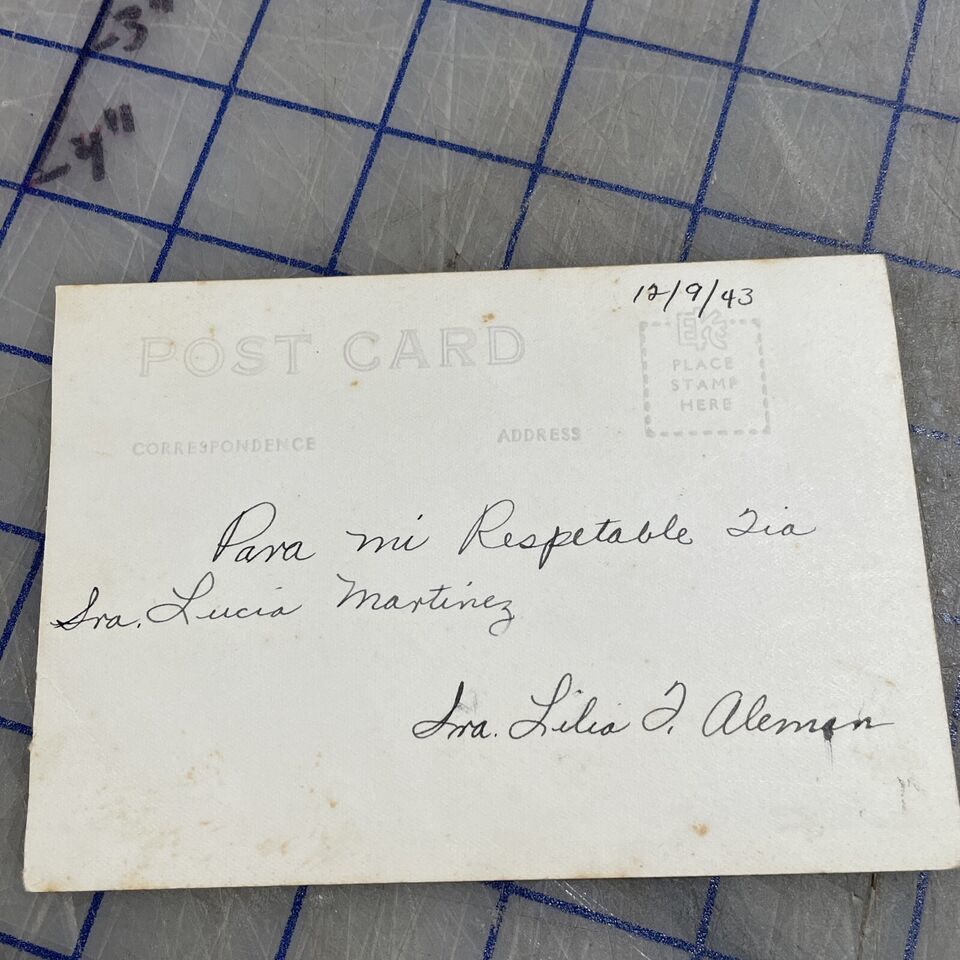 3"
4"
12/9/43
POST CARD
EKC
PLACE
STAMP
HERE
CORRESPONDENCE ADDRESS
Para mi Respetable Tia
Sra. Lucia Martinez
Sra. Lilia T. Aleman